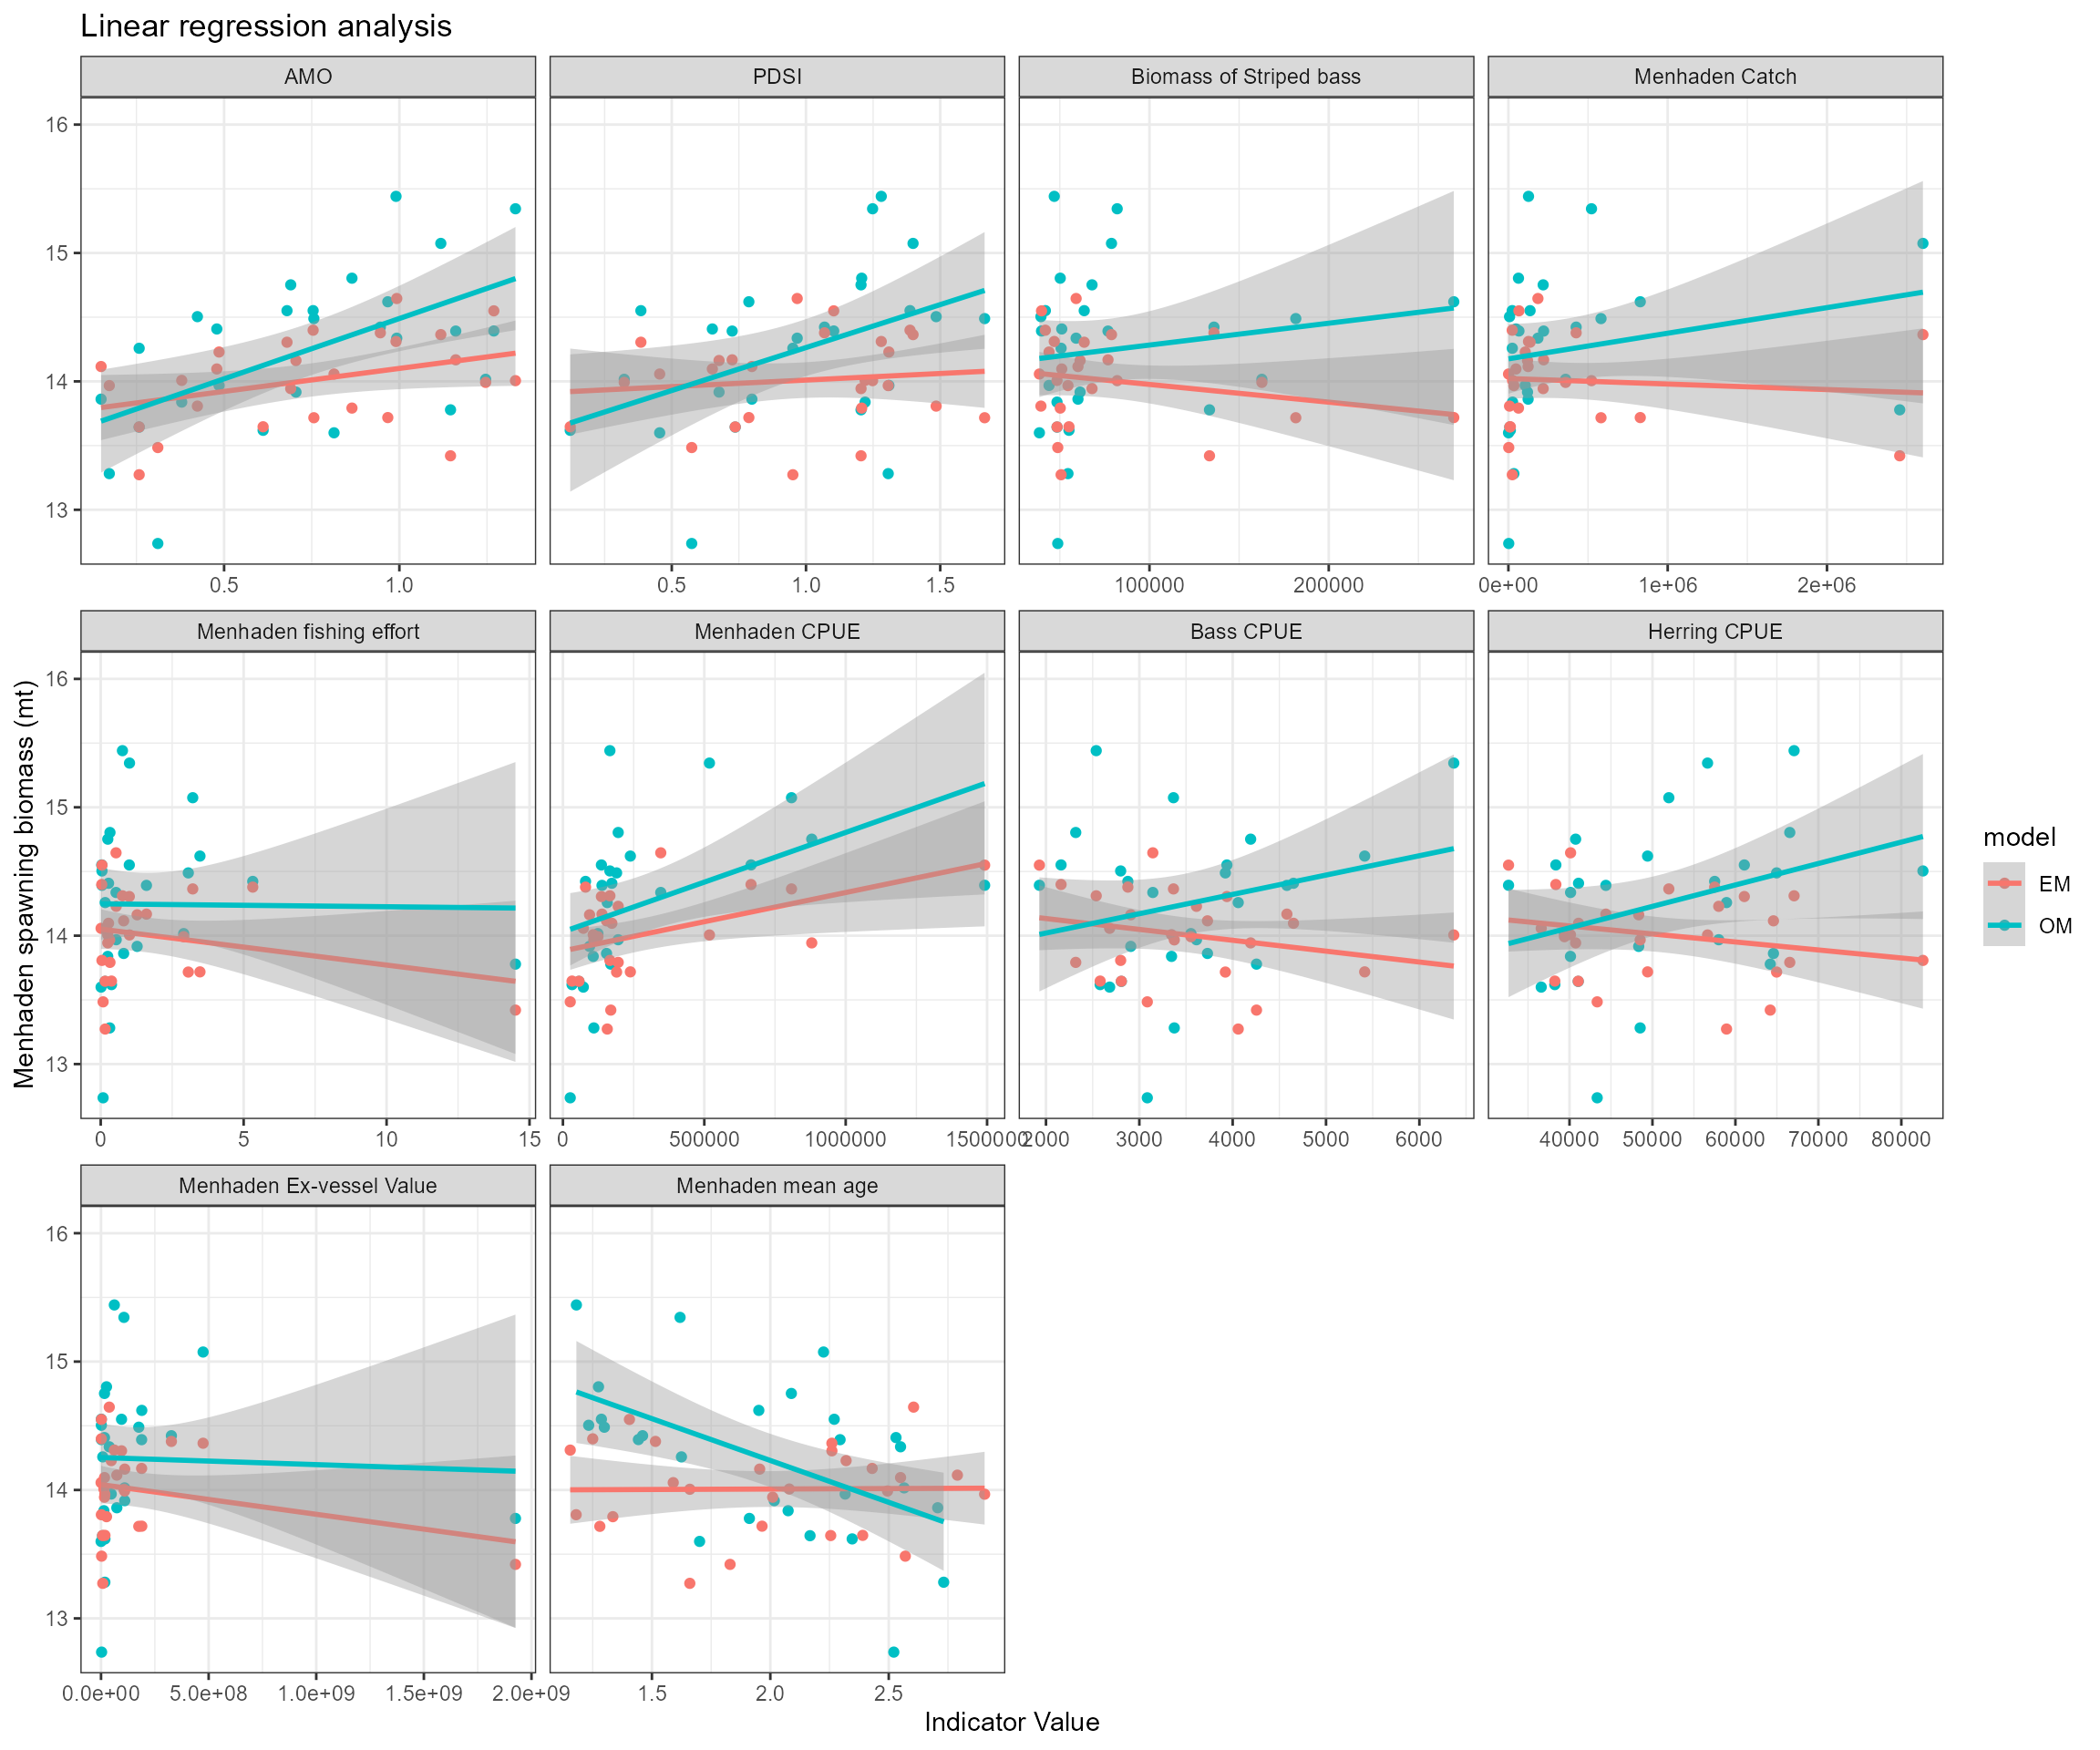 Linear regression analysis
AMO PDSI Biomass of Striped bass Menhaden Catch
16
15
14
13
0.5 1.0 0.5 1.0 1.5 100000 200000 0e+00 1e+06 2e+06
Menhaden fishing effort Menhaden CPUE Bass CPUE Herring CPUE
16
15
14
13
0 5 10 15 0 500000 1000000 1500000 2000 3000 4000 5000 6000 40000 50000 60000 70000 80000
Menhaden Ex-vessel Value Menhaden mean age
16
15
14
13
0.0e+00 5.0e+08 1.0e+09 1.5e+09 2.0e+09 1.5 2.0 2.5
Indicator Value
Menhaden spawning biomass (mt)
model
EM
OM